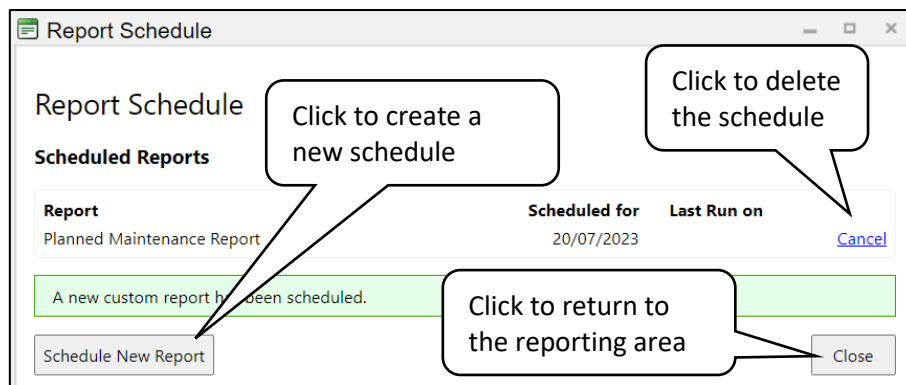 Report Schedule
Report Schedule
Click to create a
new schedule
Click to delete
the schedule
Scheduled Reports
Report Scheduled for Last Run on
Planned Maintenance Report 20/07/2023 Cancel
A new custom report has been scheduled.
Click to return to
the reporting area
Schedule New Report
Close